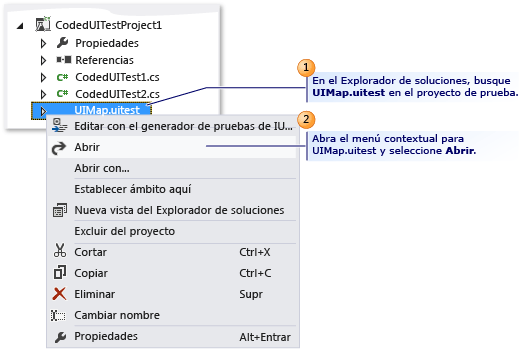 CodedUITestProject1
Propiedades
Referencias
C# CodedUITest1.cs
C# CodedUITest2.cs
UIMap.uitest
1
En el Explorador de soluciones, busque
UIMap.uitest en el proyecto de prueba.
Editar con el generador de pruebas de IU...
Abrir
Abrir con...
Establecer ámbito aquí
Nueva vista del Explorador de soluciones
Excluir del proyecto
Cortar Ctrl+X
Copiar Ctrl+C
Eliminar Supr
Cambiar nombre
Propiedades Alt+Entrar
2
Abra el menú contextual para
UIMap.uitest y seleccione Abrir.